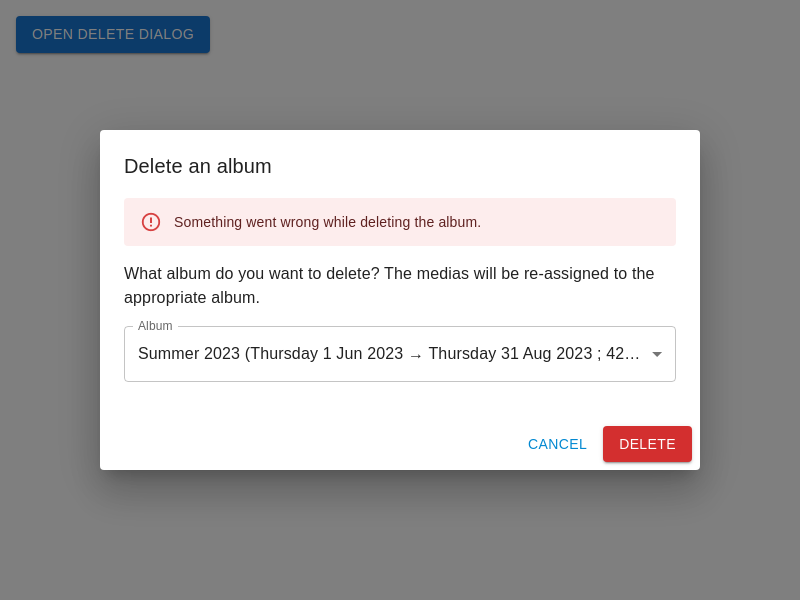 OPEN DELETE DIALOG
Delete an album
Something went wrong while deleting the album.
What album do you want to delete? The medias will be re-assigned to the
appropriate album.
Album
Summer 2023 (Thursday 1 Jun 2023 → Thursday 31 Aug 2023 ; 42…
CANCEL
DELETE